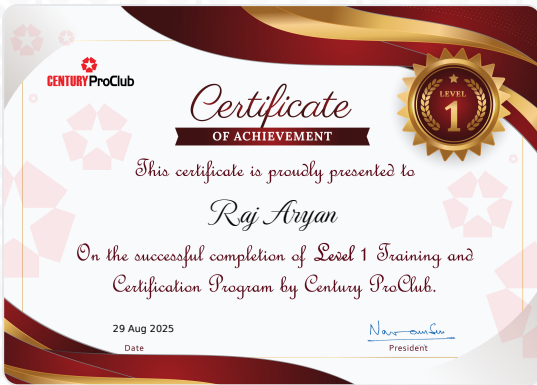 CENTURY ProClub
LEVEL
1
Certificate
OF ACHIEVEMENT
This certificate is proudly presented to
Raj Aryan
On the successful completion of Level 1 Training and
Certification Program by Century ProClub.
29 Aug 2025
Date
President